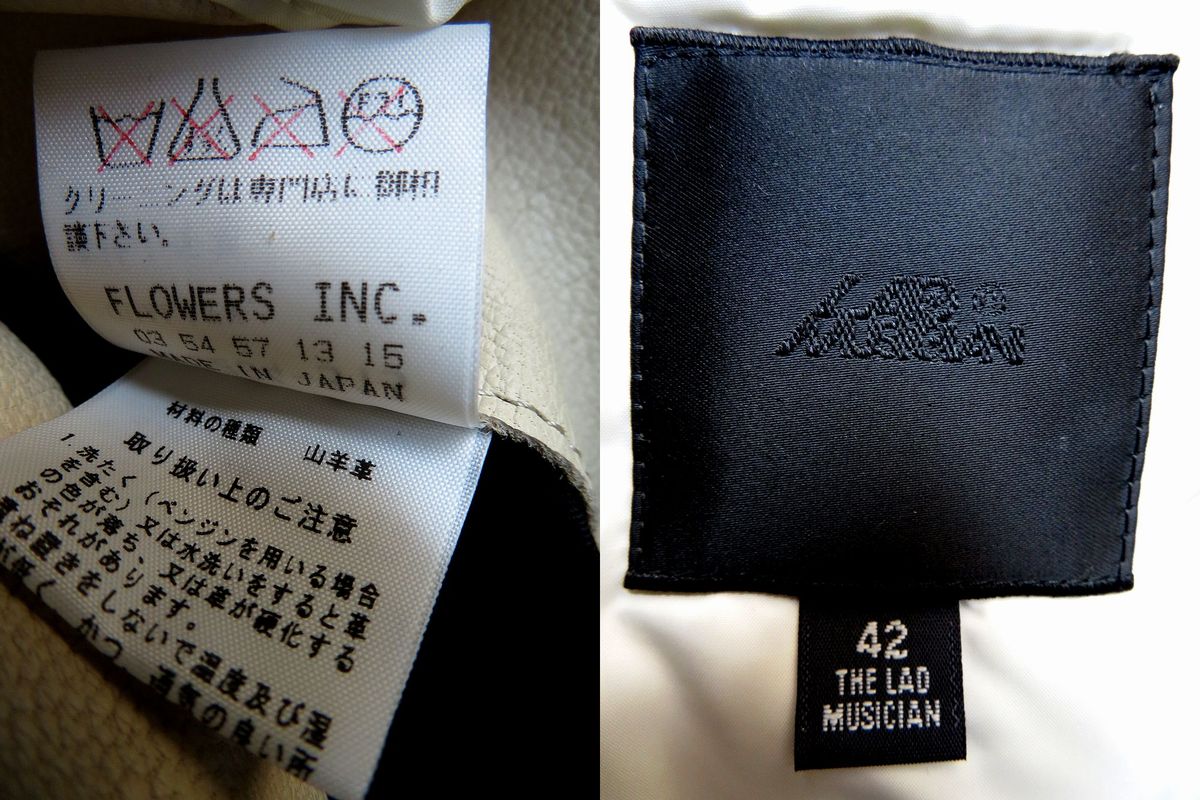 クリーニングは専門店に御相
談下さい。
FLOWERS INC.
03 54 57 13 15
MADE IN JAPAN
材料の種類 山羊革
取り扱い上のご注意
1. 洗たく(ベンジンを用いる場合
を含む)又は水洗いをすると革
の色が落ち、又は革が硬化する
おそれがあります。
重ね置きをしないで温度及び湿
が低く、かつ、通気の良い所
LAD MUSICIAN
42
THE LAD
MUSICIAN